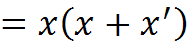 = x(x + x′)